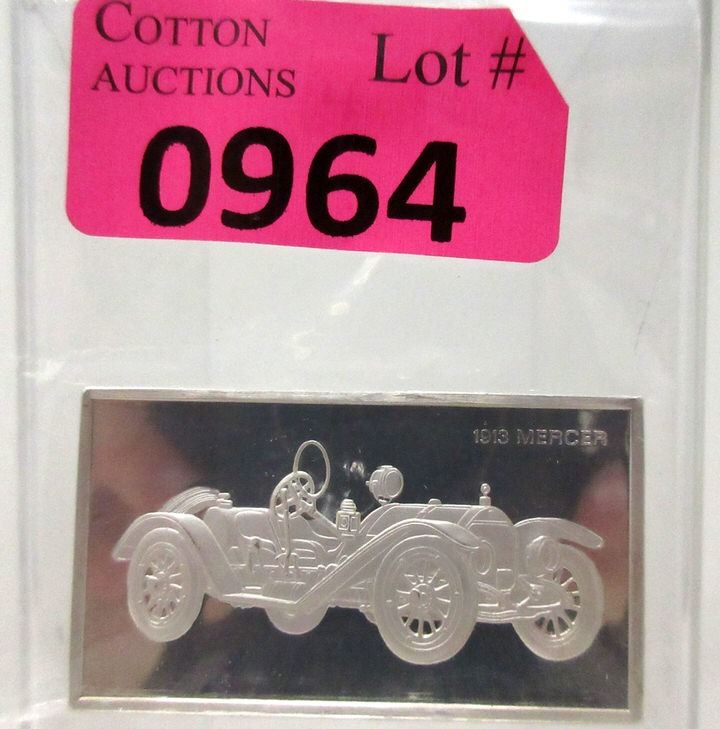 COTTON
AUCTIONS
Lot #
0964
1913 MERCER